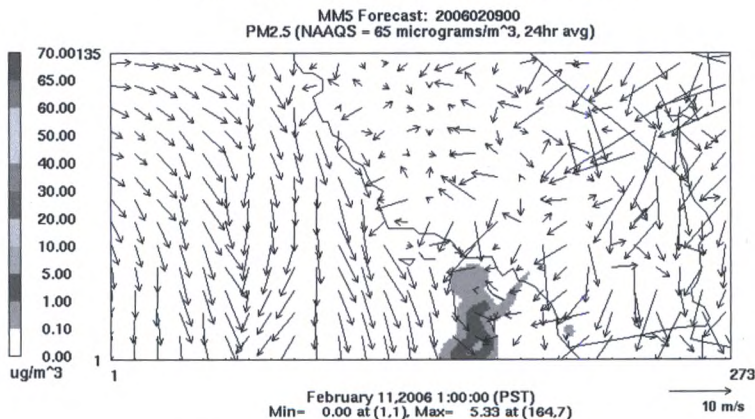 MM5 Forecast: 2006020900
PM2.5 (NAAQS = 65 micrograms/m^3, 24hr avg)
70.00
65.00
60.00
50.00
40.00
30.00
20.00
10.00
5.00
1.00
0.10
0.00
ug/m^3
135
1
1
273
February 11,2006 1:00:00 (PST)
Min= 0.00 at (1,1), Max= 5.33 at (164,7)
10 m/s